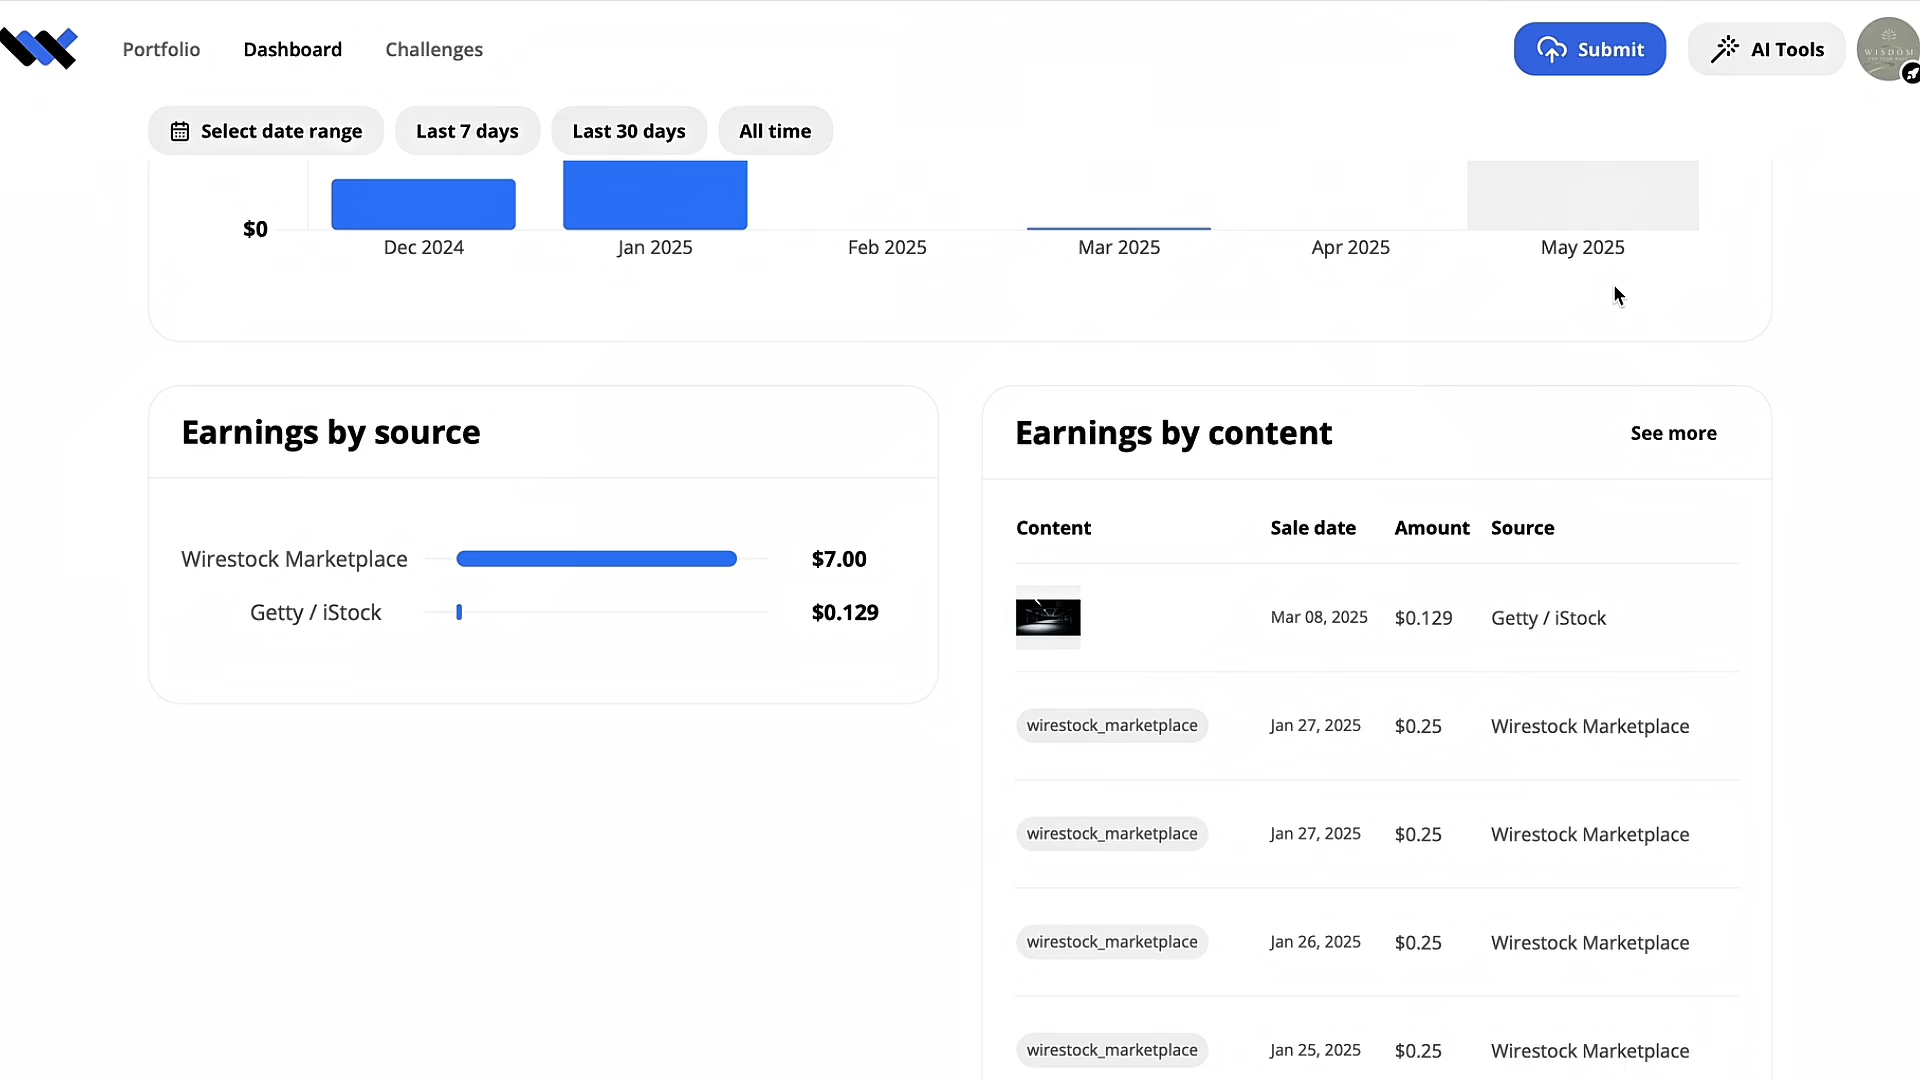 Portfolio
Dashboard
Challenges
Submit
AI Tools
WISDOM
Select date range
Last 7 days
Last 30 days
All time
$0
Dec 2024
Jan 2025
Feb 2025
Mar 2025
Apr 2025
May 2025
Earnings by source
Wirestock Marketplace $7.00
Getty / iStock $0.129
Earnings by content
See more
Content Sale date Amount Source
Mar 08, 2025 $0.129 Getty / iStock
wirestock_marketplace Jan 27, 2025 $0.25 Wirestock Marketplace
wirestock_marketplace Jan 27, 2025 $0.25 Wirestock Marketplace
wirestock_marketplace Jan 26, 2025 $0.25 Wirestock Marketplace
wirestock_marketplace Jan 25, 2025 $0.25 Wirestock Marketplace